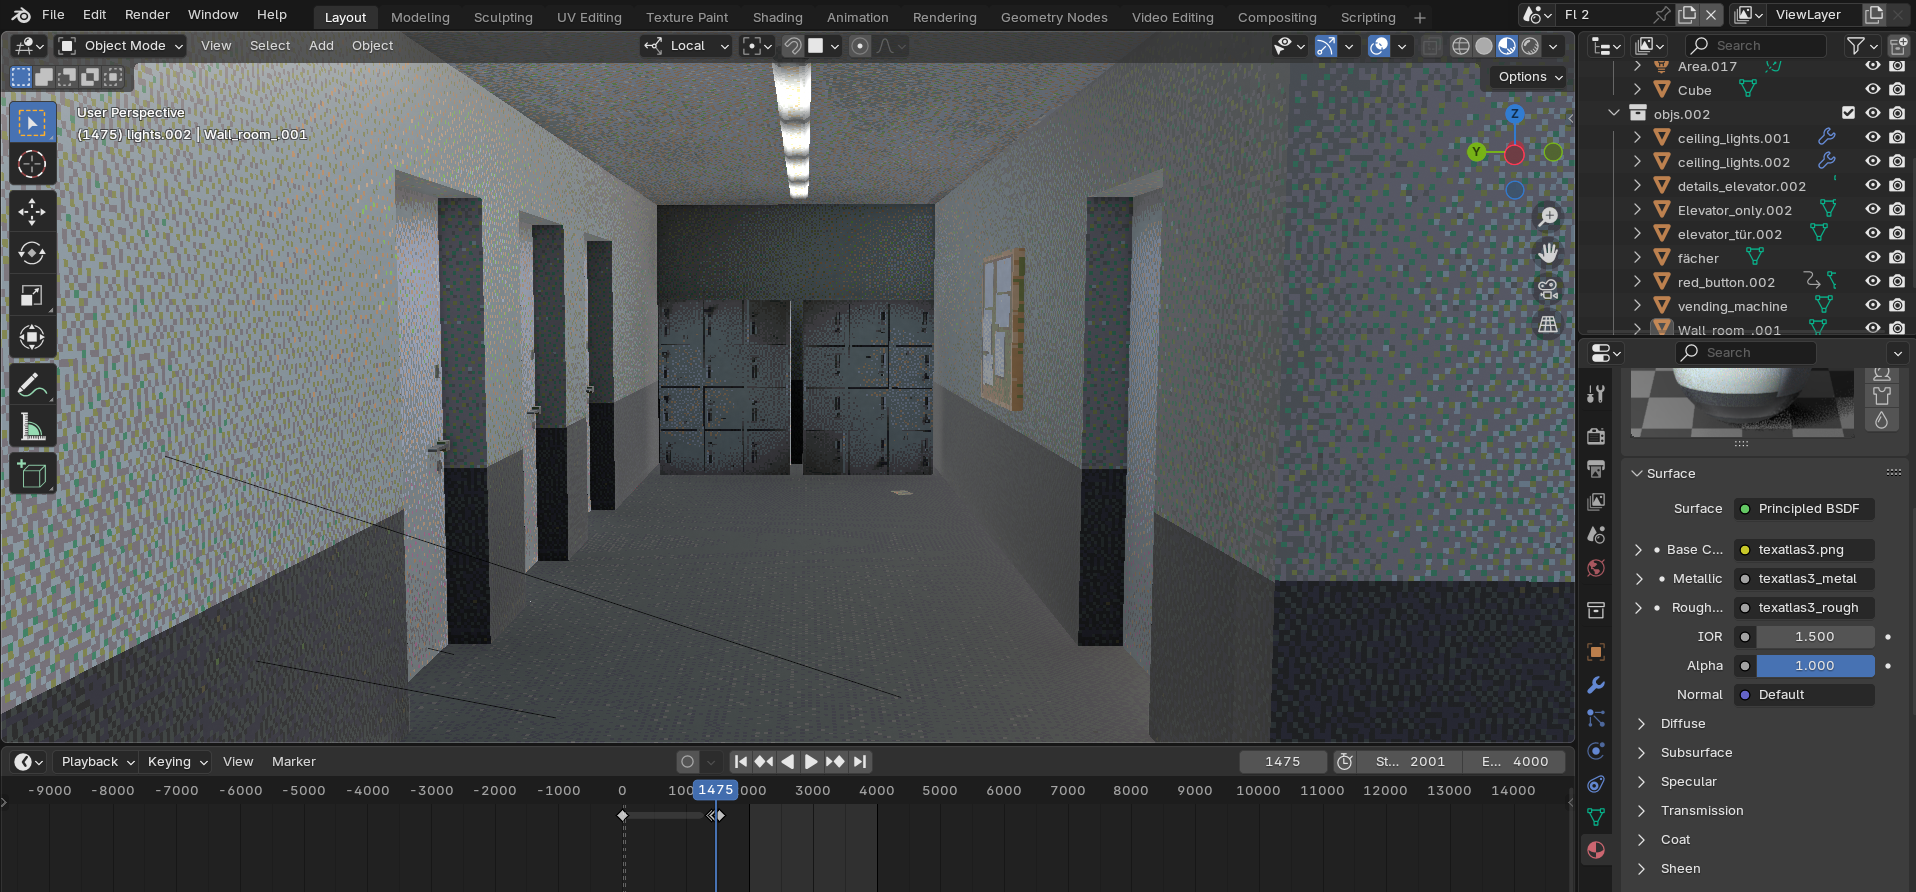 File Edit Render Window Help
Layout Modeling Sculpting UV Editing Texture Paint Shading Animation Rendering Geometry Nodes Video Editing Compositing Scripting
Fl 2
ViewLayer
Object Mode View Select Add Object
Local
Search
Options
User Perspective
(1475) lights.002 | Wall_room_.001
Z
Y
Area.017
Cube
objs.002
ceiling_lights.001
ceiling_lights.002
details_elevator.002
Elevator_only.002
elevator_tür.002
fächer
red_button.002
vending_machine
Wall_room_.001
Search
Surface
Surface Principled BSDF
Base C... texatlas3.png
Metallic texatlas3_metal
Rough... texatlas3_rough
IOR 1.500
Alpha 1.000
Normal Default
Diffuse
Subsurface
Specular
Transmission
Coat
Sheen
Playback Keying View Marker
1475
St... 2001
E... 4000
-9000 -8000 -7000 -6000 -5000 -4000 -3000 -2000 -1000 0 100 1475 000 3000 4000 5000 6000 7000 8000 9000 10000 11000 12000 13000 14000